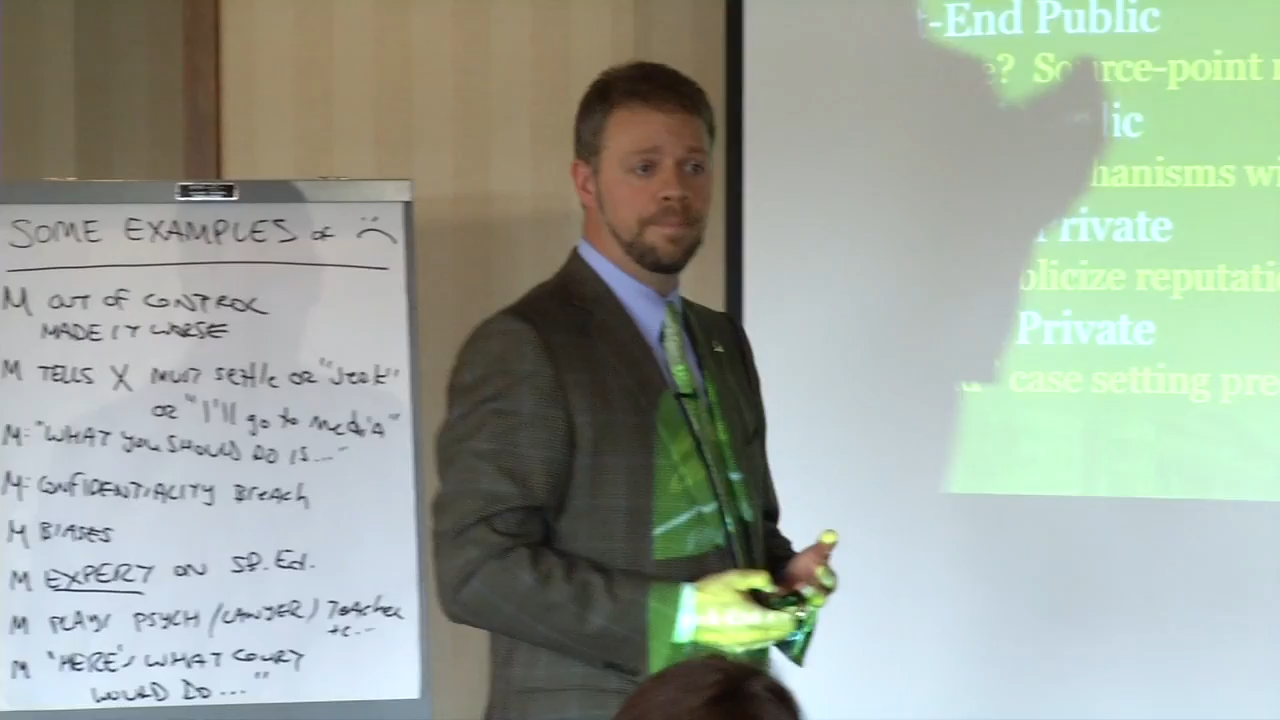 SOME EXAMPLES of
M OUT OF CONTROL
MADE IT WORSE
M TELLS X must settle or "Jerk"
or "I'll go to media"
M: "WHAT you SHOULD DO IS..."
M: CONFIDENTIALITY BReach
M BIASES
M EXPERT ON SP. Ed.
M PLAYS PSYCH / LAWYER / Teacher
etc.-
M "HERE'S WHAT COURT
WOULD DO..."
-End Public
e? Source-point
ic
hanisms wi
Private
blicize reputati
Private
case setting pre